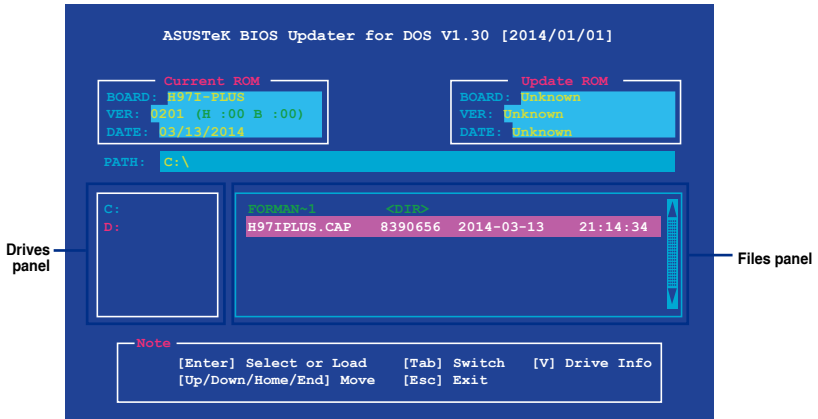 ASUSTeK BIOS Updater for DOS V1.30 [2014/01/01]
Current ROM
BOARD: H97I-PLUS
VER: 0201 (H :00 B :00)
DATE: 03/13/2014
Update ROM
BOARD: Unknown
VER: Unknown
DATE: Unknown
PATH: C:\
C:
D:
FORMAN~1 <DIR>
H97IPLUS.CAP 8390656 2014-03-13 21:14:34
Drives
panel
Files panel
Note
[Enter] Select or Load [Tab] Switch [V] Drive Info
[Up/Down/Home/End] Move [Esc] Exit